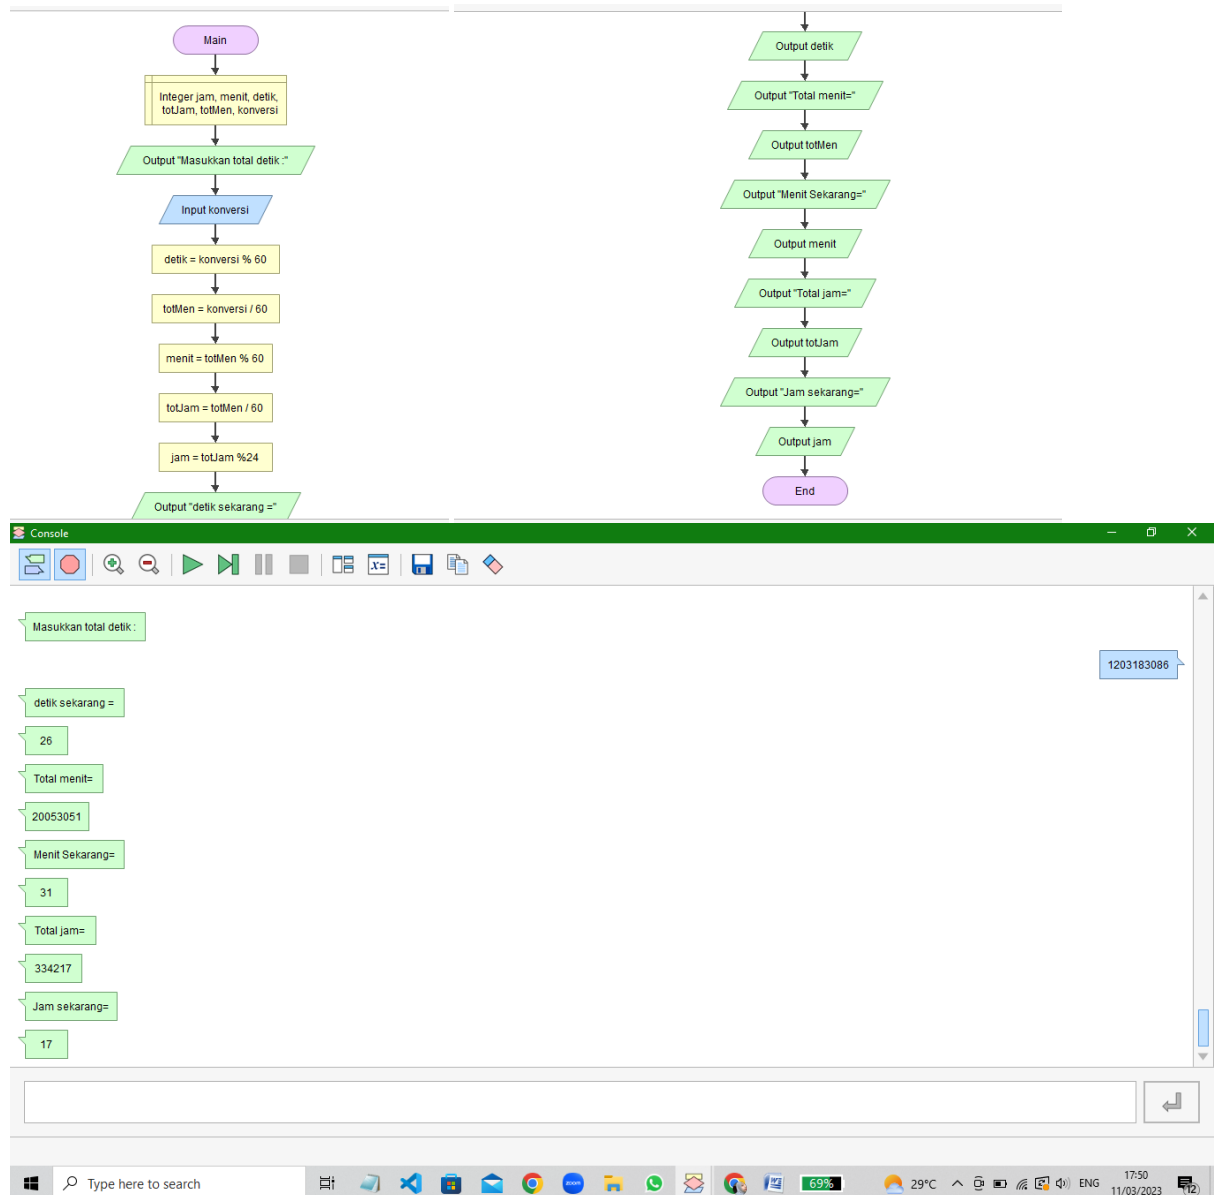 Main
Integer jam, menit, detik,
totJam, totMen, konversi
Output "Masukkan total detik :"
Input konversi
detik = konversi % 60
totMen = konversi / 60
menit = totMen % 60
totJam = totMen / 60
jam = totJam %24
Output "detik sekarang ="
Output detik
Output "Total menit="
Output totMen
Output "Menit Sekarang="
Output menit
Output "Total jam="
Output totJam
Output "Jam sekarang="
Output jam
End
Console
x=
Masukkan total detik :
1203183086
detik sekarang =
26
Total menit=
20053051
Menit Sekarang=
31
Total jam=
334217
Jam sekarang=
17
Type here to search
zoom
69%
29°C
ENG
17:50
11/03/2023
12